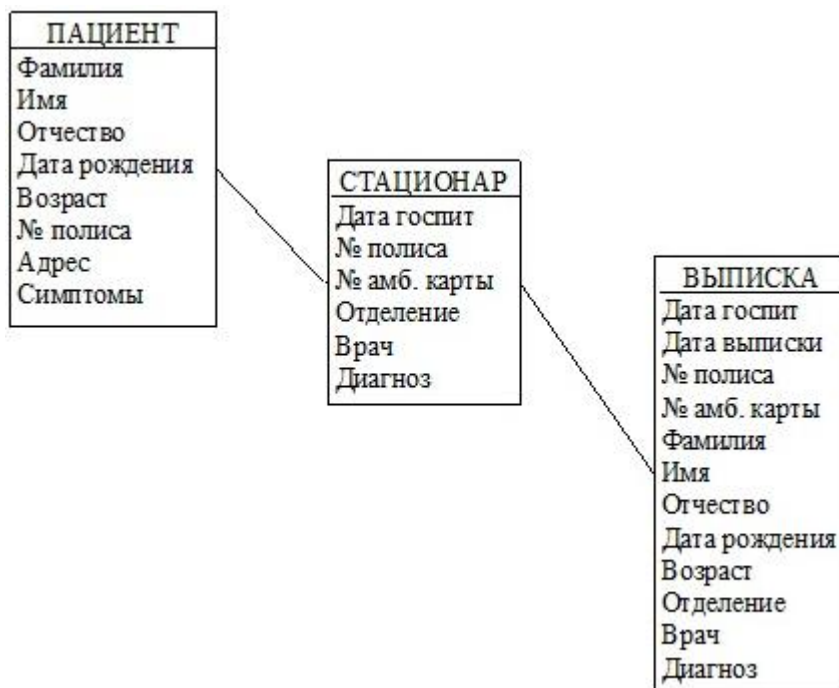 ПАЦИЕНТ
Фамилия
Имя
Отчество
Дата рождения
Возраст
№ полиса
Адрес
Симптомы
СТАЦИОНАР
Дата госпит
№ полиса
№ амб. карты
Отделение
Врач
Диагноз
ВЫПИСКА
Дата госпит
Дата выписки
№ полиса
№ амб. карты
Фамилия
Имя
Отчество
Дата рождения
Возраст
Отделение
Врач
Диагноз